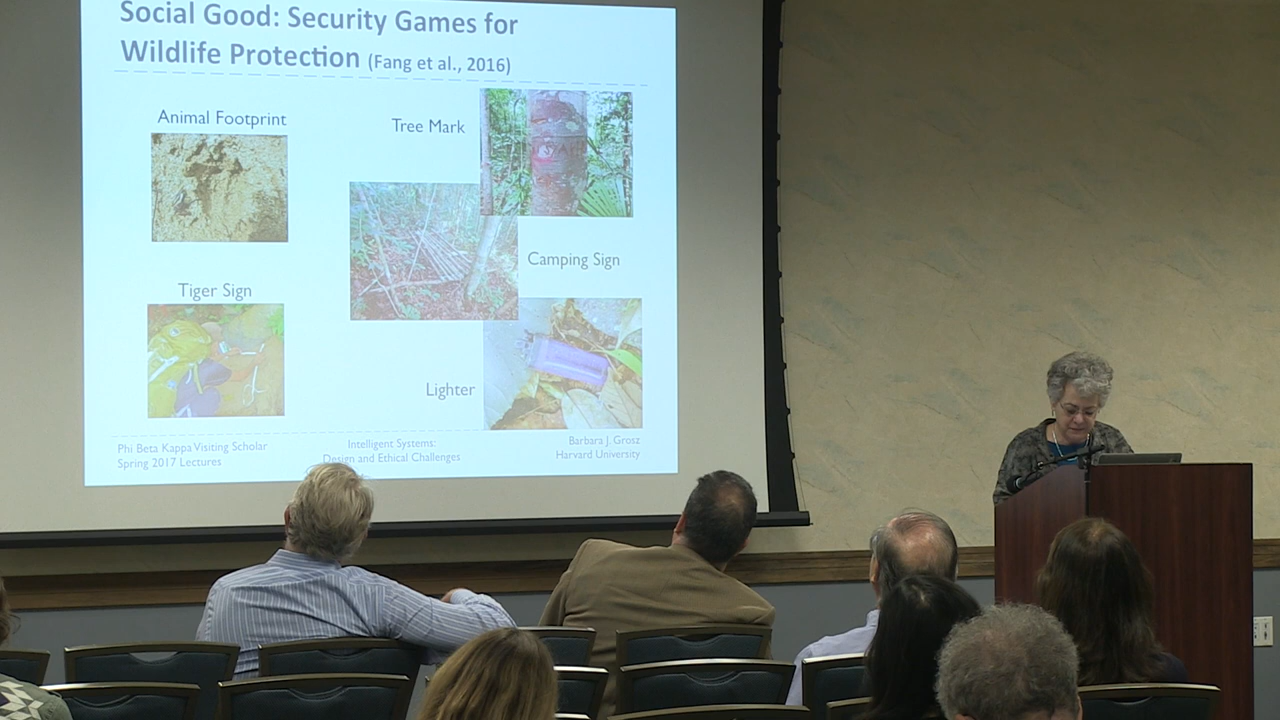 Social Good: Security Games for
Wildlife Protection (Fang et al., 2016)
Animal Footprint
Tree Mark
Camping Sign
Tiger Sign
Lighter
Phi Beta Kappa Visiting Scholar
Spring 2017 Lectures
Intelligent Systems:
Design and Ethical Challenges
Barbara J. Grosz
Harvard University